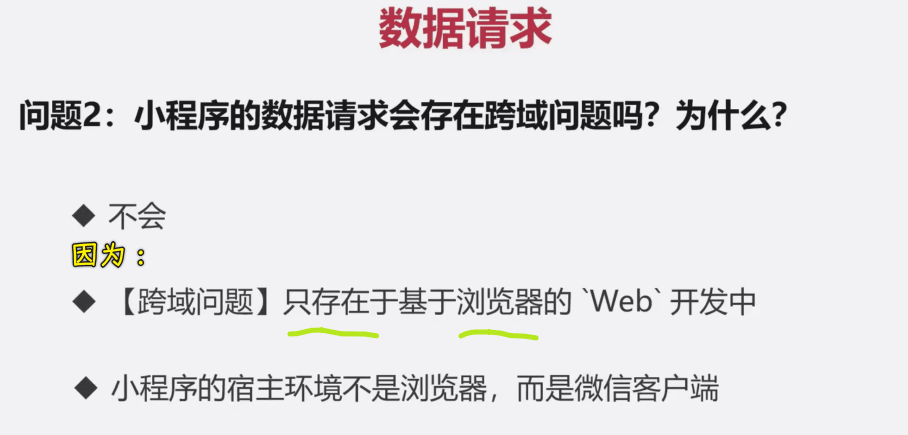 数据请求
问题2：小程序的数据请求会存在跨域问题吗？为什么？
◆ 不会
因为：
◆ 【跨域问题】只存在于基于浏览器的 `Web` 开发中
◆ 小程序的宿主环境不是浏览器，而是微信客户端